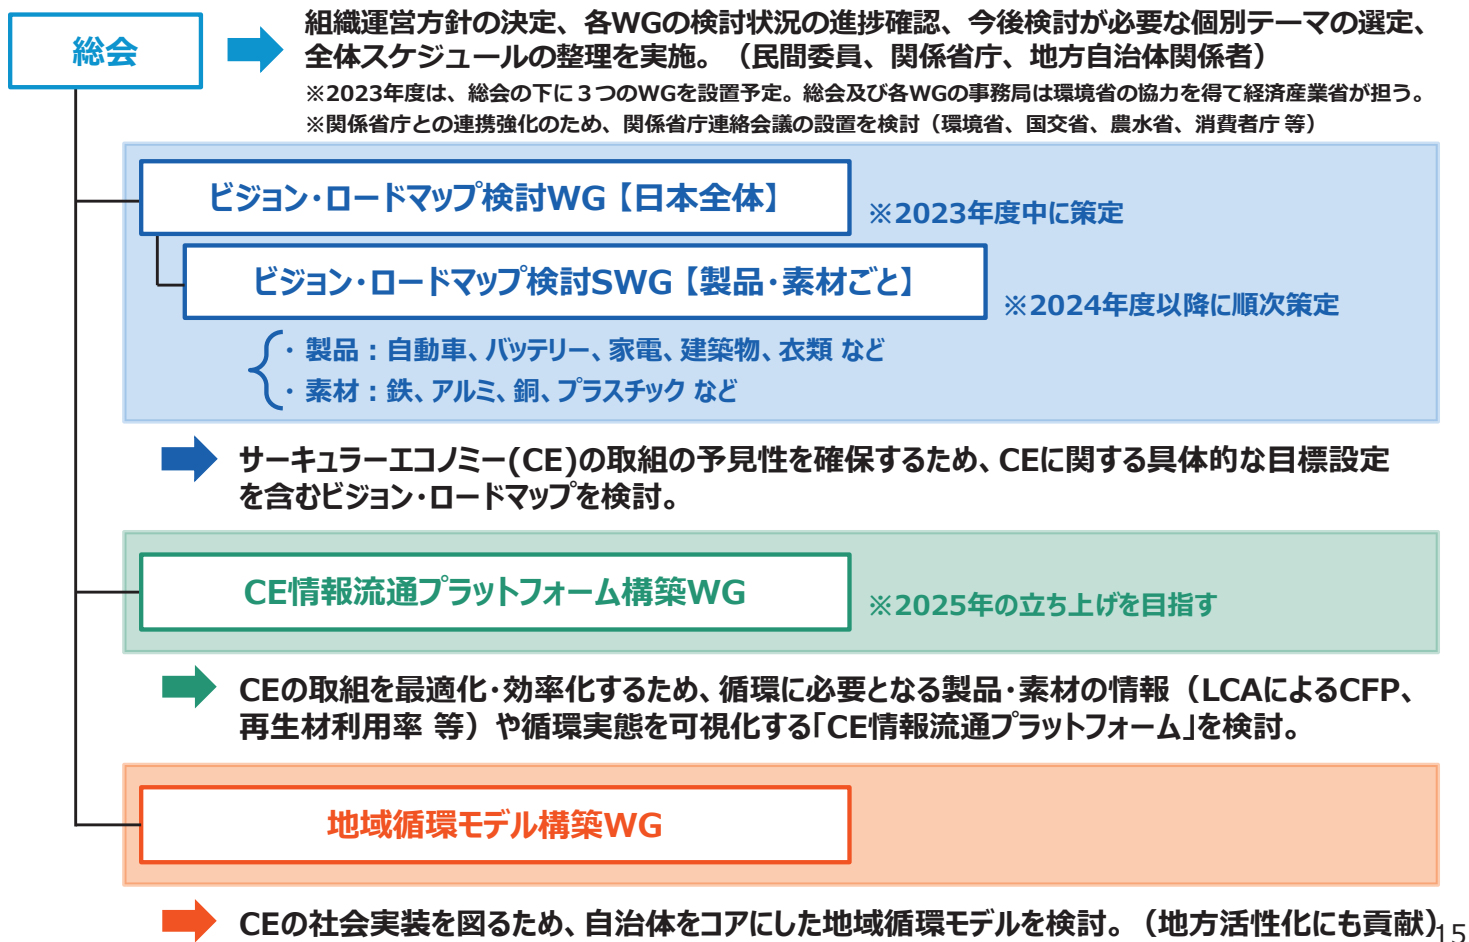 総会
組織運営方針の決定、各WGの検討状況の進捗確認、今後検討が必要な個別テーマの選定、
全体スケジュールの整理を実施。（民間委員、関係省庁、地方自治体関係者）
※2023年度は、総会の下に３つのWGを設置予定。総会及び各WGの事務局は環境省の協力を得て経済産業省が担う。
※関係省庁との連携強化のため、関係省庁連絡会議の設置を検討（環境省、国交省、農水省、消費者庁 等）
ビジョン・ロードマップ検討WG【日本全体】
※2023年度中に策定
ビジョン・ロードマップ検討SWG【製品・素材ごと】
※2024年度以降に順次策定
・ 製品：自動車、バッテリー、家電、建築物、衣類 など
・ 素材：鉄、アルミ、銅、プラスチック など
サーキュラーエコノミー(CE)の取組の予見性を確保するため、CEに関する具体的な目標設定
を含むビジョン・ロードマップを検討。
CE情報流通プラットフォーム構築WG
※2025年の立ち上げを目指す
CEの取組を最適化・効率化するため、循環に必要となる製品・素材の情報（LCAによるCFP、
再生材利用率 等）や循環実態を可視化する「CE情報流通プラットフォーム」を検討。
地域循環モデル構築WG
CEの社会実装を図るため、自治体をコアにした地域循環モデルを検討。（地方活性化にも貢献）
15